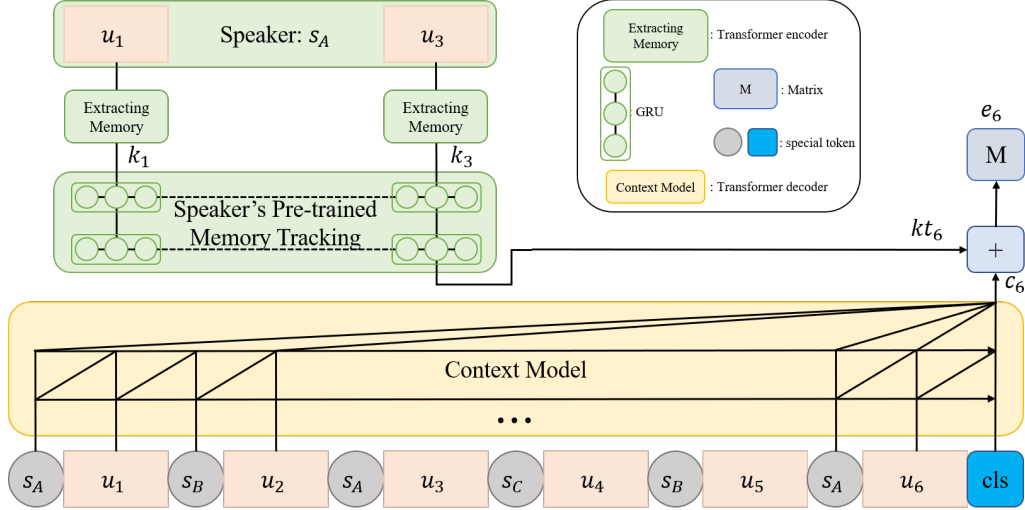 u1 Speaker: sA u3
Extracting
Memory
Extracting
Memory
k1 k3
Speaker's Pre-trained
Memory Tracking
Extracting
Memory
: Transformer encoder
: GRU
M : Matrix
: special token
Context Model : Transformer decoder
e6
M
kt6
+
c6
Context Model
...
sA u1 sB u2 sA u3 sC u4 sB u5 sA u6 cls